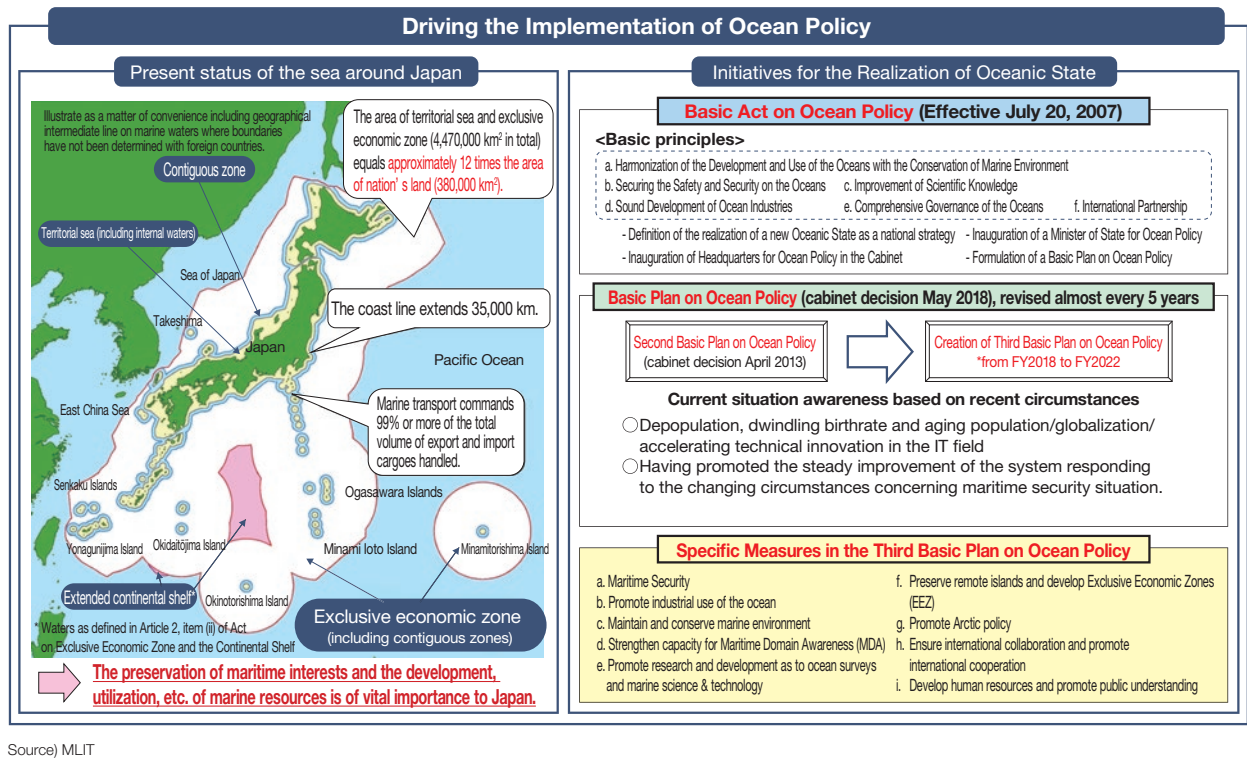 Driving the Implementation of Ocean Policy
Present status of the sea around Japan
Illustrate as a matter of convenience including geographical
intermediate line on marine waters where boundaries
have not been determined with foreign countries.
The area of territorial sea and exclusive
economic zone (4,470,000 km² in total)
equals approximately 12 times the area
of nation' s land (380,000 km²).
Contiguous zone
Territorial sea (including internal waters)
Sea of Japan
The coast line extends 35,000 km.
Takeshima
Japan
Pacific Ocean
East China Sea
Marine transport commands
99% or more of the total
volume of export and import
cargoes handled.
Senkaku Islands
Ogasawara Islands
Yonagunijima Island
Okidaitōjima Island
Minami Ioto Island
Minamitorishima Island
Extended continental shelf*
Okinotorishima Island
Exclusive economic zone
(including contiguous zones)
* Waters as defined in Article 2, item (ii) of Act
on Exclusive Economic Zone and the Continental Shelf
The preservation of maritime interests and the development,
utilization, etc. of marine resources is of vital importance to Japan.
Initiatives for the Realization of Oceanic State
Basic Act on Ocean Policy (Effective July 20, 2007)
<Basic principles>
a. Harmonization of the Development and Use of the Oceans with the Conservation of Marine Environment
b. Securing the Safety and Security on the Oceans c. Improvement of Scientific Knowledge
d. Sound Development of Ocean Industries e. Comprehensive Governance of the Oceans f. International Partnership
- Definition of the realization of a new Oceanic State as a national strategy - Inauguration of a Minister of State for Ocean Policy
- Inauguration of Headquarters for Ocean Policy in the Cabinet - Formulation of a Basic Plan on Ocean Policy
Basic Plan on Ocean Policy (cabinet decision May 2018), revised almost every 5 years
Second Basic Plan on Ocean Policy
(cabinet decision April 2013)
Creation of Third Basic Plan on Ocean Policy
*from FY2018 to FY2022
Current situation awareness based on recent circumstances
○Depopulation, dwindling birthrate and aging population/globalization/
accelerating technical innovation in the IT field
○Having promoted the steady improvement of the system responding
to the changing circumstances concerning maritime security situation.
Specific Measures in the Third Basic Plan on Ocean Policy
a. Maritime Security
b. Promote industrial use of the ocean
c. Maintain and conserve marine environment
d. Strengthen capacity for Maritime Domain Awareness (MDA)
e. Promote research and development as to ocean surveys
and marine science & technology
f. Preserve remote islands and develop Exclusive Economic Zones
(EEZ)
g. Promote Arctic policy
h. Ensure international collaboration and promote
international cooperation
i. Develop human resources and promote public understanding
Source) MLIT